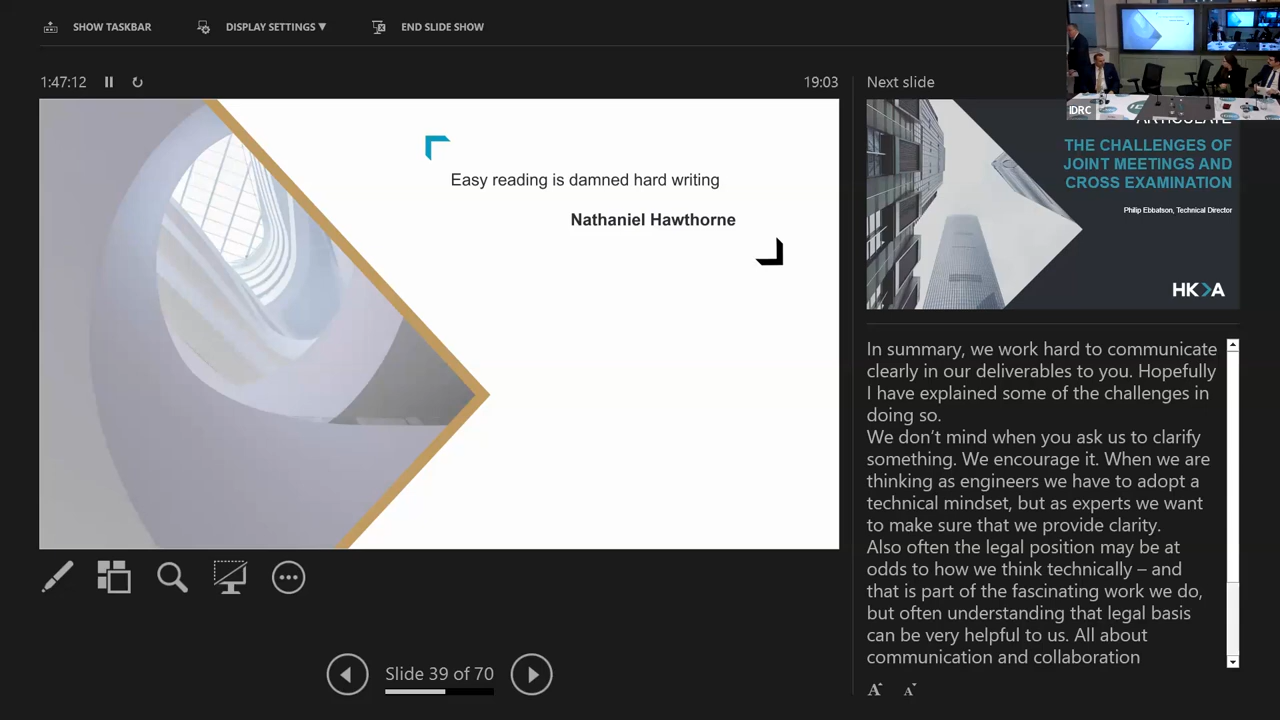 SHOW TASKBAR
DISPLAY SETTINGS ▼
END SLIDE SHOW
1:47:12
19:03
Next slide
IDRC
Easy reading is damned hard writing
Nathaniel Hawthorne
ARTICULATE
THE CHALLENGES OF
JOINT MEETINGS AND
CROSS EXAMINATION
Philip Ebbatson, Technical Director
HKA
In summary, we work hard to communicate
clearly in our deliverables to you. Hopefully
I have explained some of the challenges in
doing so.
We don't mind when you ask us to clarify
something. We encourage it. When we are
thinking as engineers we have to adopt a
technical mindset, but as experts we want
to make sure that we provide clarity.
Also often the legal position may be at
odds to how we think technically – and
that is part of the fascinating work we do,
but often understanding that legal basis
can be very helpful to us. All about
communication and collaboration
Slide 39 of 70
A A